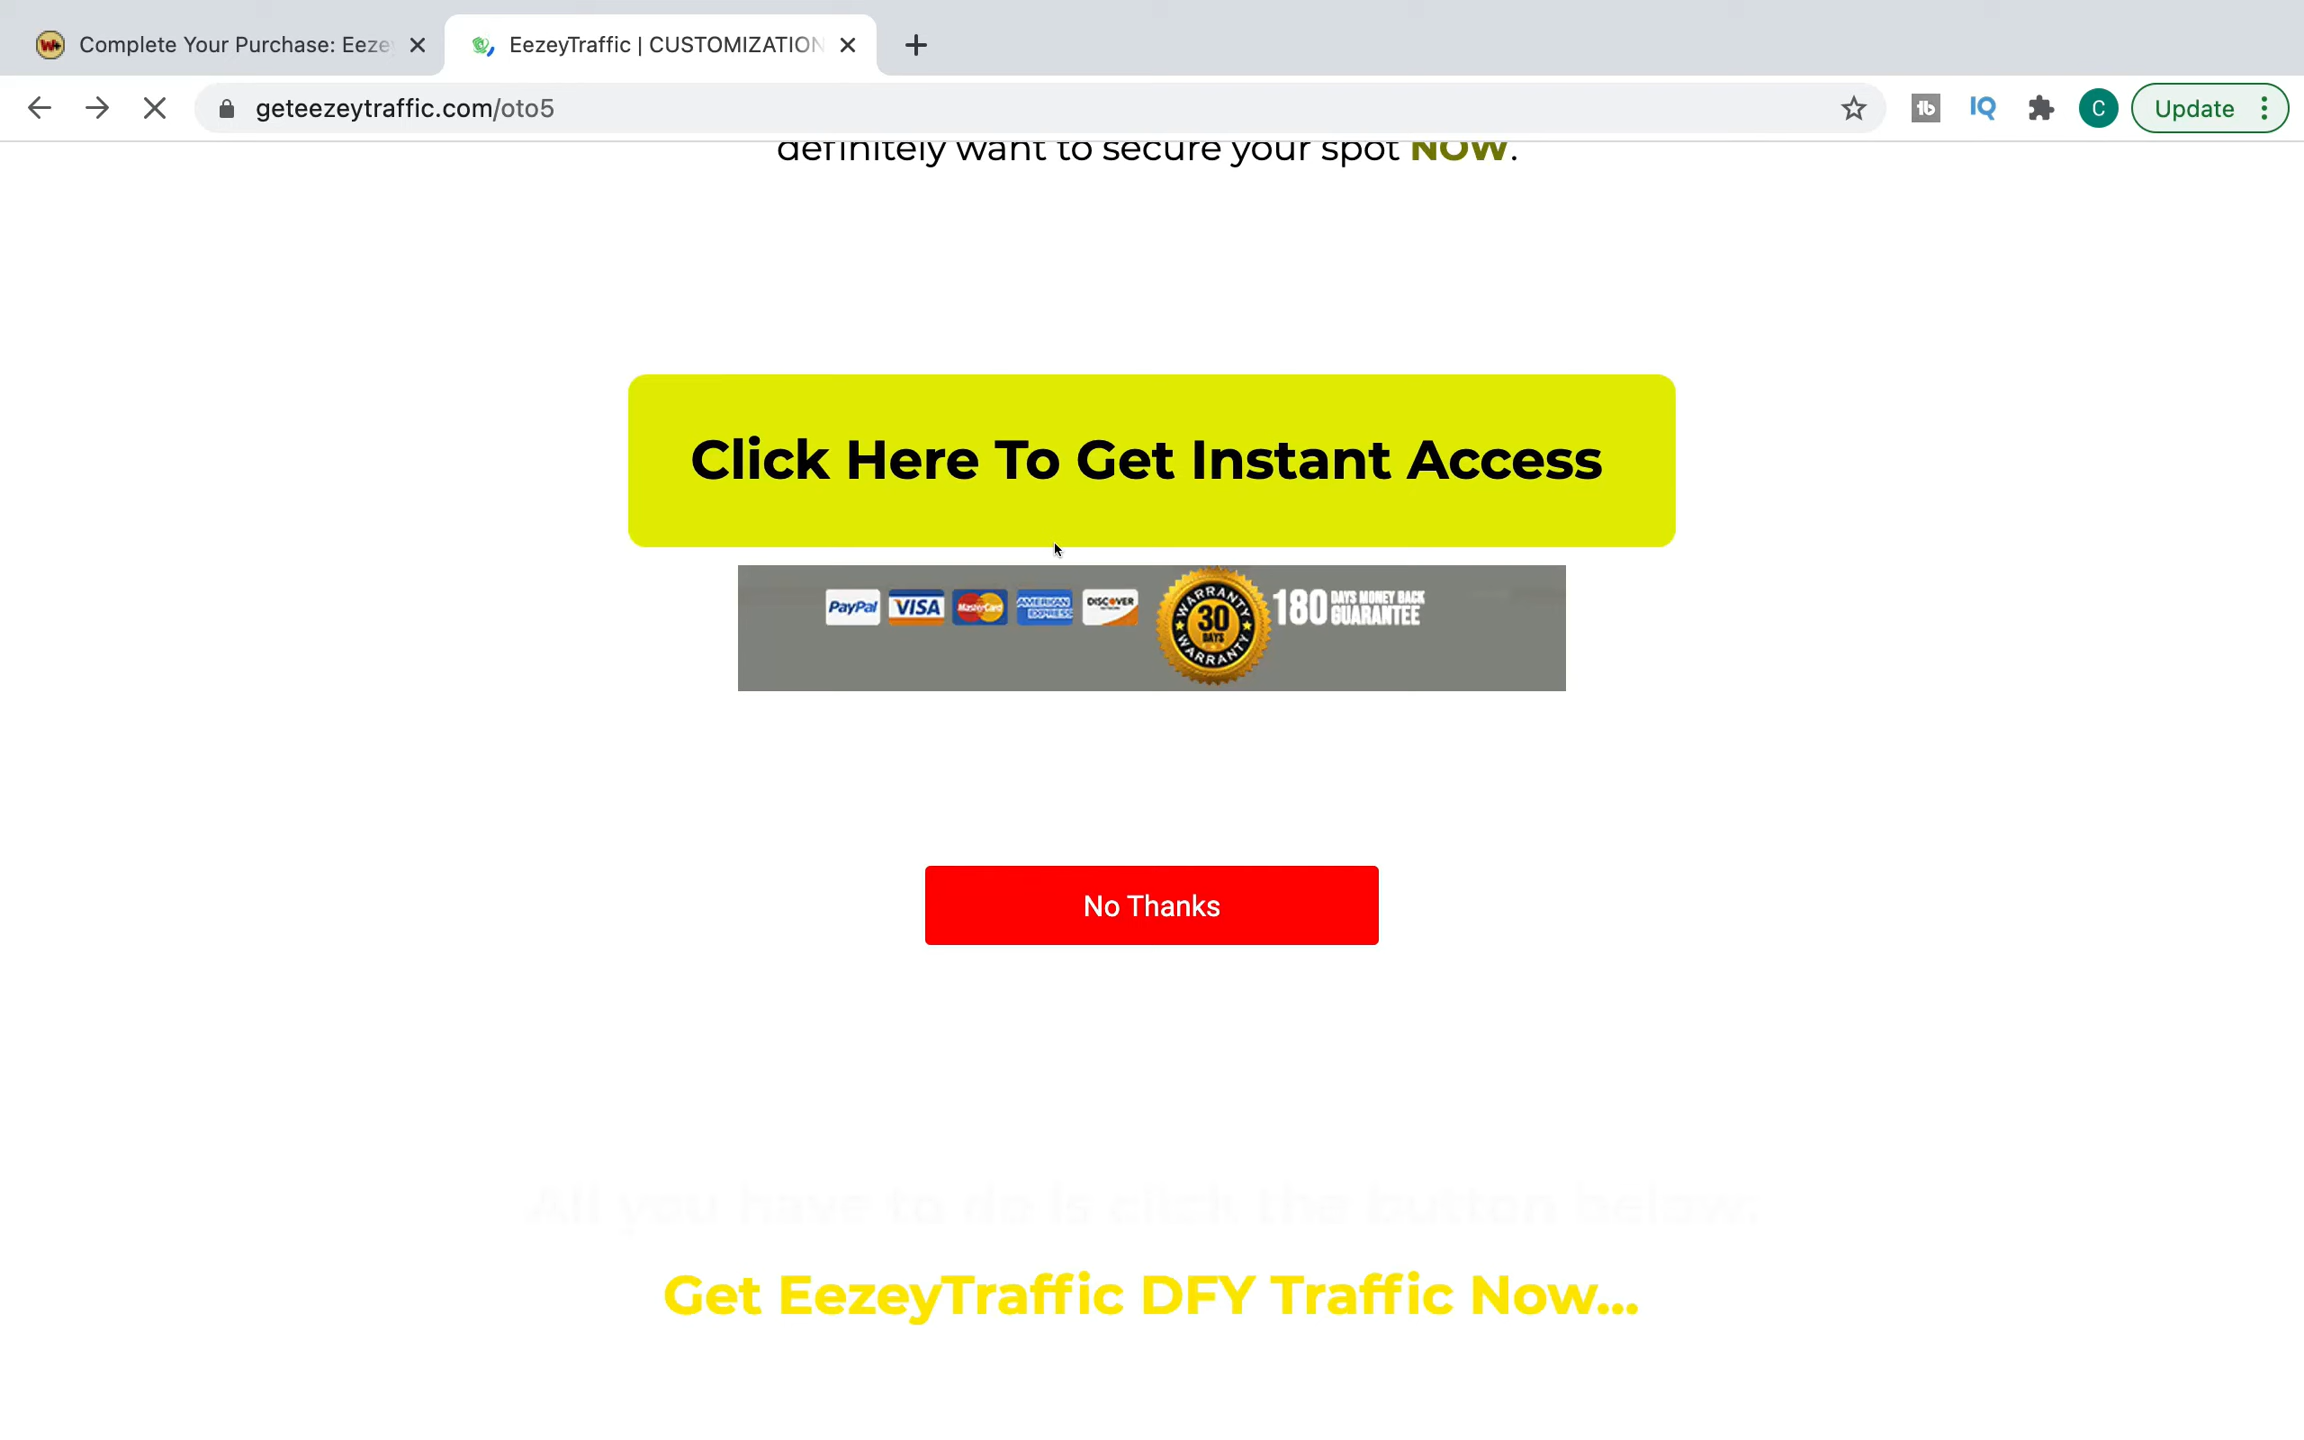 Complete Your Purchase: Eeze
EezeyTraffic | CUSTOMIZATION
geteezeytraffic.com/oto5
Update
definitely want to secure your spot NOW.
Click Here To Get Instant Access
PayPal VISA MasterCard AMERICAN EXPRESS DISCOVER
WARRANTY 30 DAYS WARRANTY
180 DAYS MONEY BACK GUARANTEE
No Thanks
All you have to do is click the button below:
Get EezeyTraffic DFY Traffic Now...